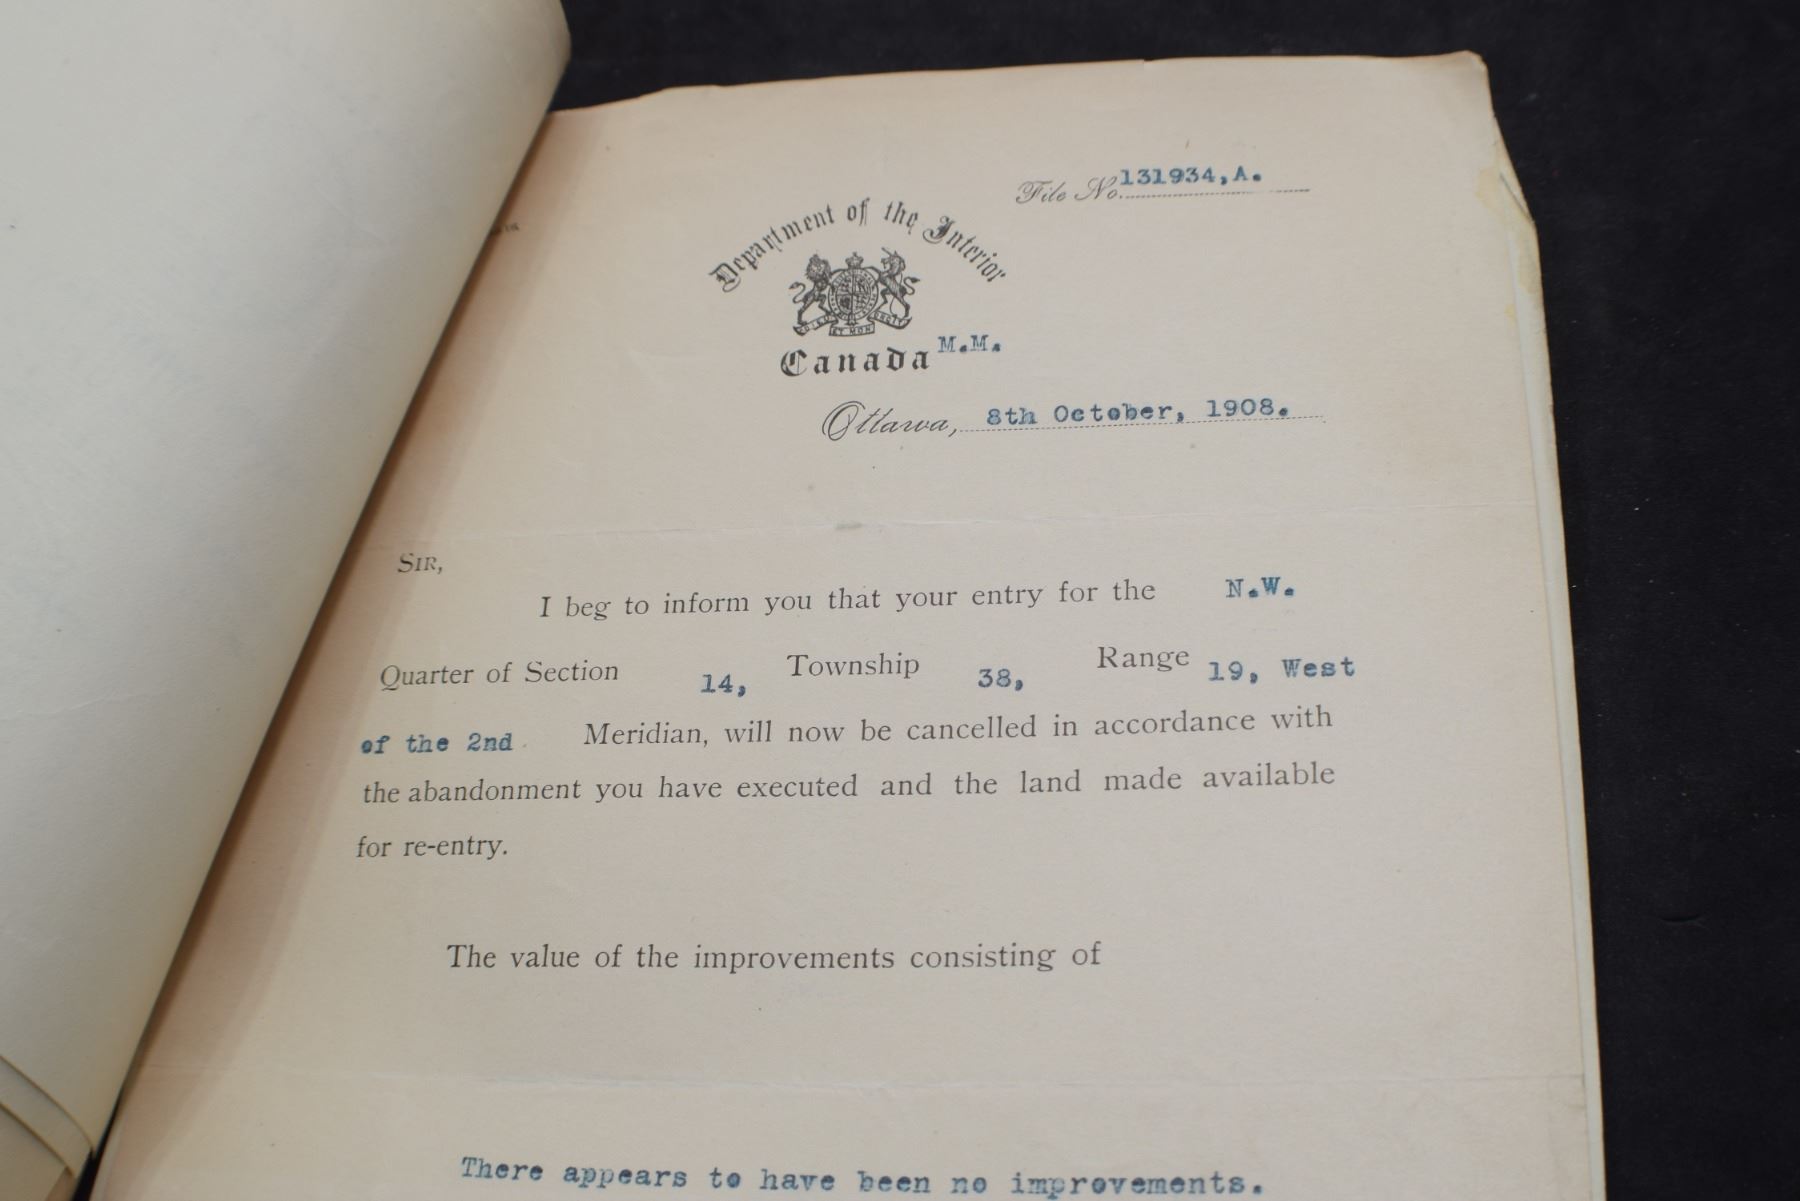 File No. 131934,A.
Department of the Interior
Canada M.M.
Ottawa, 8th October, 1908.
SIR,
I beg to inform you that your entry for the N.W.
Quarter of Section 14, Township 38, Range 19, West
of the 2nd Meridian, will now be cancelled in accordance with
the abandonment you have executed and the land made available
for re-entry.
The value of the improvements consisting of
There appears to have been no improvements.